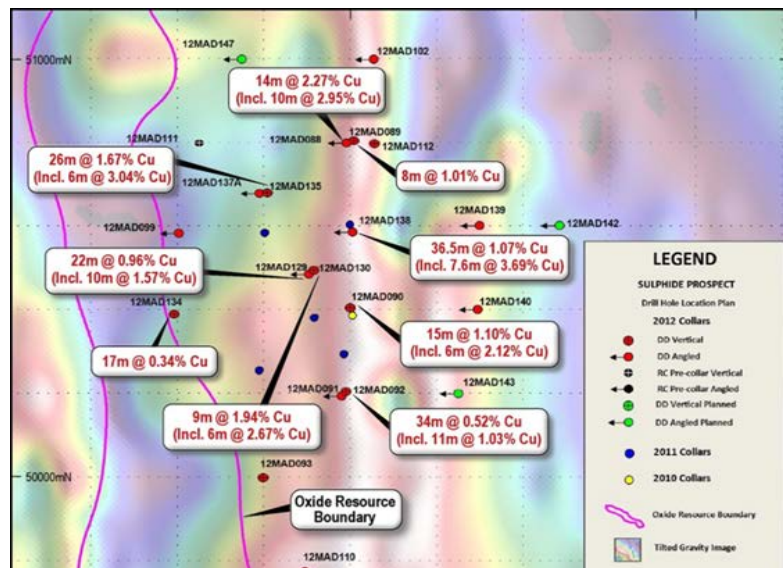 12MAD147
12MAD102
51000mN
14m @ 2.27% Cu
(Incl. 10m @ 2.95% Cu)
12MAD111
12MAD088
12MAD089
12MAD112
26m @ 1.67% Cu
(Incl. 6m @ 3.04% Cu)
8m @ 1.01% Cu
12MAD137A
12MAD135
12MAD099
12MAD138
12MAD139
12MAD142
36.5m @ 1.07% Cu
(Incl. 7.6m @ 3.69% Cu)
22m @ 0.96% Cu
(Incl. 10m @ 1.57% Cu)
12MAD129
12MAD130
12MAD134
12MAD090
12MAD140
15m @ 1.10% Cu
(Incl. 6m @ 2.12% Cu)
17m @ 0.34% Cu
12MAD091
12MAD092
12MAD143
9m @ 1.94% Cu
(Incl. 6m @ 2.67% Cu)
34m @ 0.52% Cu
(Incl. 11m @ 1.03% Cu)
12MAD093
50000mN
Oxide Resource
Boundary
12MAD110
LEGEND
SULPHIDE PROSPECT
Drill Hole Location Plan
2012 Collars
DD Vertical
DD Angled
RC Pre-collar Vertical
RC Pre-collar Angled
DD Vertical Planned
DD Angled Planned
2011 Collars
2010 Collars
Oxide Resource Boundary
Tilted Gravity Image